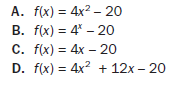 A. f(x) = 4x² – 20
B. f(x) = 4ˣ – 20
C. f(x) = 4x – 20
D. f(x) = 4x² + 12x – 20